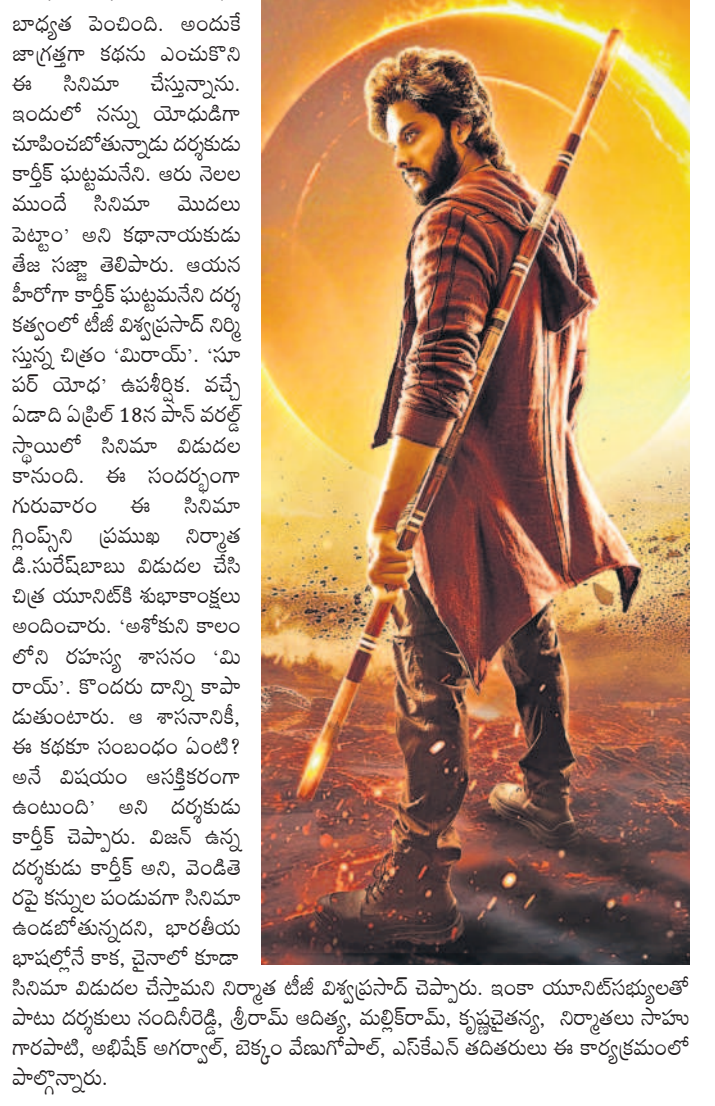 బాధ్యత పెంచింది. అందుకే
జాగ్రత్తగా కథను ఎంచుకొని
ఈ సినిమా చేస్తున్నాను.
ఇందులో నన్ను యోధుడిగా
చూపించబోతున్నాడు దర్శకుడు
కార్తీక్ ఘట్టమనేని. ఆరు నెలల
ముందే సినిమా మొదలు
పెట్టాం’ అని కథానాయకుడు
తేజ సజ్జా తెలిపారు. ఆయన
హీరోగా కార్తీక్ ఘట్టమనేని దర్శ
కత్వంలో టీజీ విశ్వప్రసాద్ నిర్మి
స్తున్న చిత్రం ‘మిరాయ్’. ‘సూ
పర్ యోధ’ ఉపశీర్షిక. వచ్చే
ఏడాది ఏప్రిల్ 18న పాన్ వరల్డ్
స్థాయిలో సినిమా విడుదల
కానుంది. ఈ సందర్భంగా
గురువారం ఈ సినిమా
గ్లింప్స్‌ని ప్రముఖ నిర్మాత
డి.సురేష్‌బాబు విడుదల చేసి
చిత్ర యూనిట్‌కి శుభాకాంక్షలు
అందించారు. ‘అశోకుని కాలం
లోని రహస్య శాసనం ‘మి
రాయ్’. కొందరు దాన్ని కాపా
డుతుంటారు. ఆ శాసనానికీ,
ఈ కథకూ సంబంధం ఏంటి?
అనే విషయం ఆసక్తికరంగా
ఉంటుంది’ అని దర్శకుడు
కార్తీక్ చెప్పారు. విజన్ ఉన్న
దర్శకుడు కార్తీక్ అని, వెండితె
రపై కన్నుల పండువగా సినిమా
ఉండబోతున్నదని, భారతీయ
భాషల్లోనే కాక, చైనాలో కూడా
సినిమా విడుదల చేస్తామని నిర్మాత టీజీ విశ్వప్రసాద్ చెప్పారు. ఇంకా యూనిట్‌సభ్యులతో
పాటు దర్శకులు నందినీరెడ్డి, శ్రీరామ్ ఆదిత్య, మల్లిక్‌రామ్, కృష్ణచైతన్య, నిర్మాతలు సాహు
గారపాటి, అభిషేక్ అగర్వాల్, బెక్కం వేణుగోపాల్, ఎస్‌కేఎన్ తదితరులు ఈ కార్యక్రమంలో
పాల్గొన్నారు.